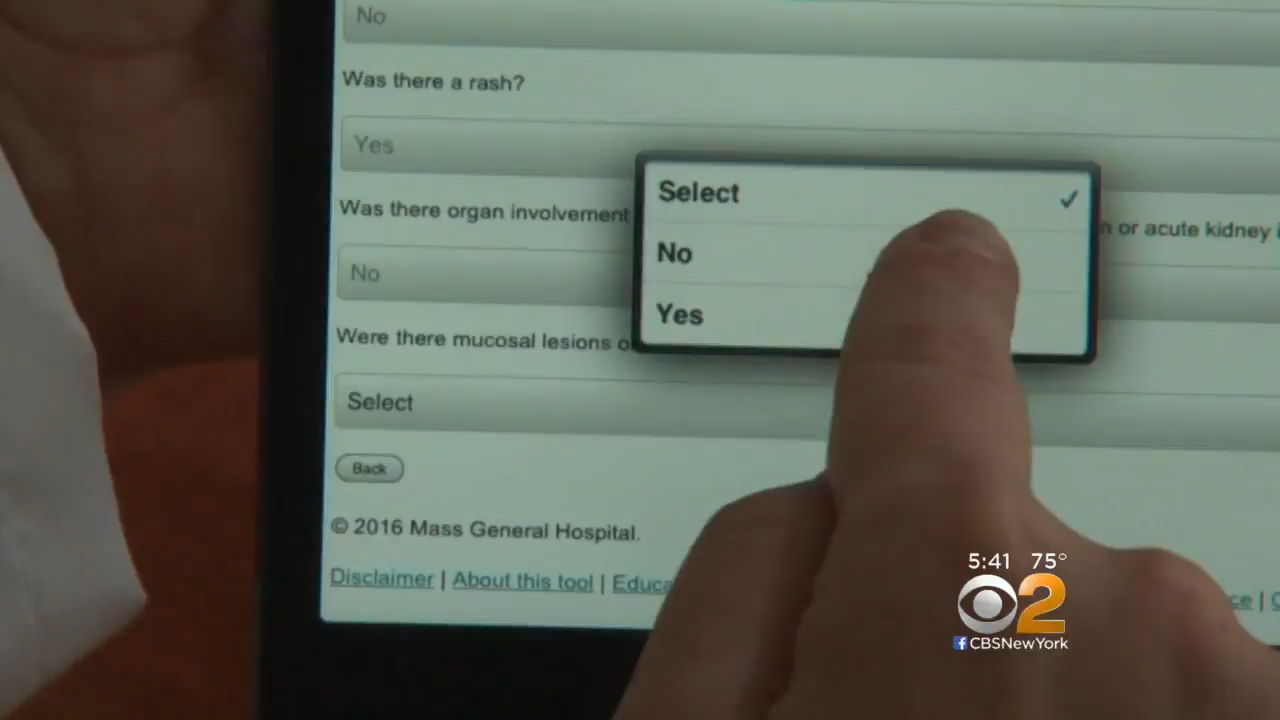 No
Was there a rash?
Yes
Select ✓
Was there organ involvement
or acute kidney
No
No
Yes
Were there mucosal lesions
Select
Back
© 2016 Mass General Hospital.
Disclaimer | About this tool |
5:41 75°
2
CBSNewYork